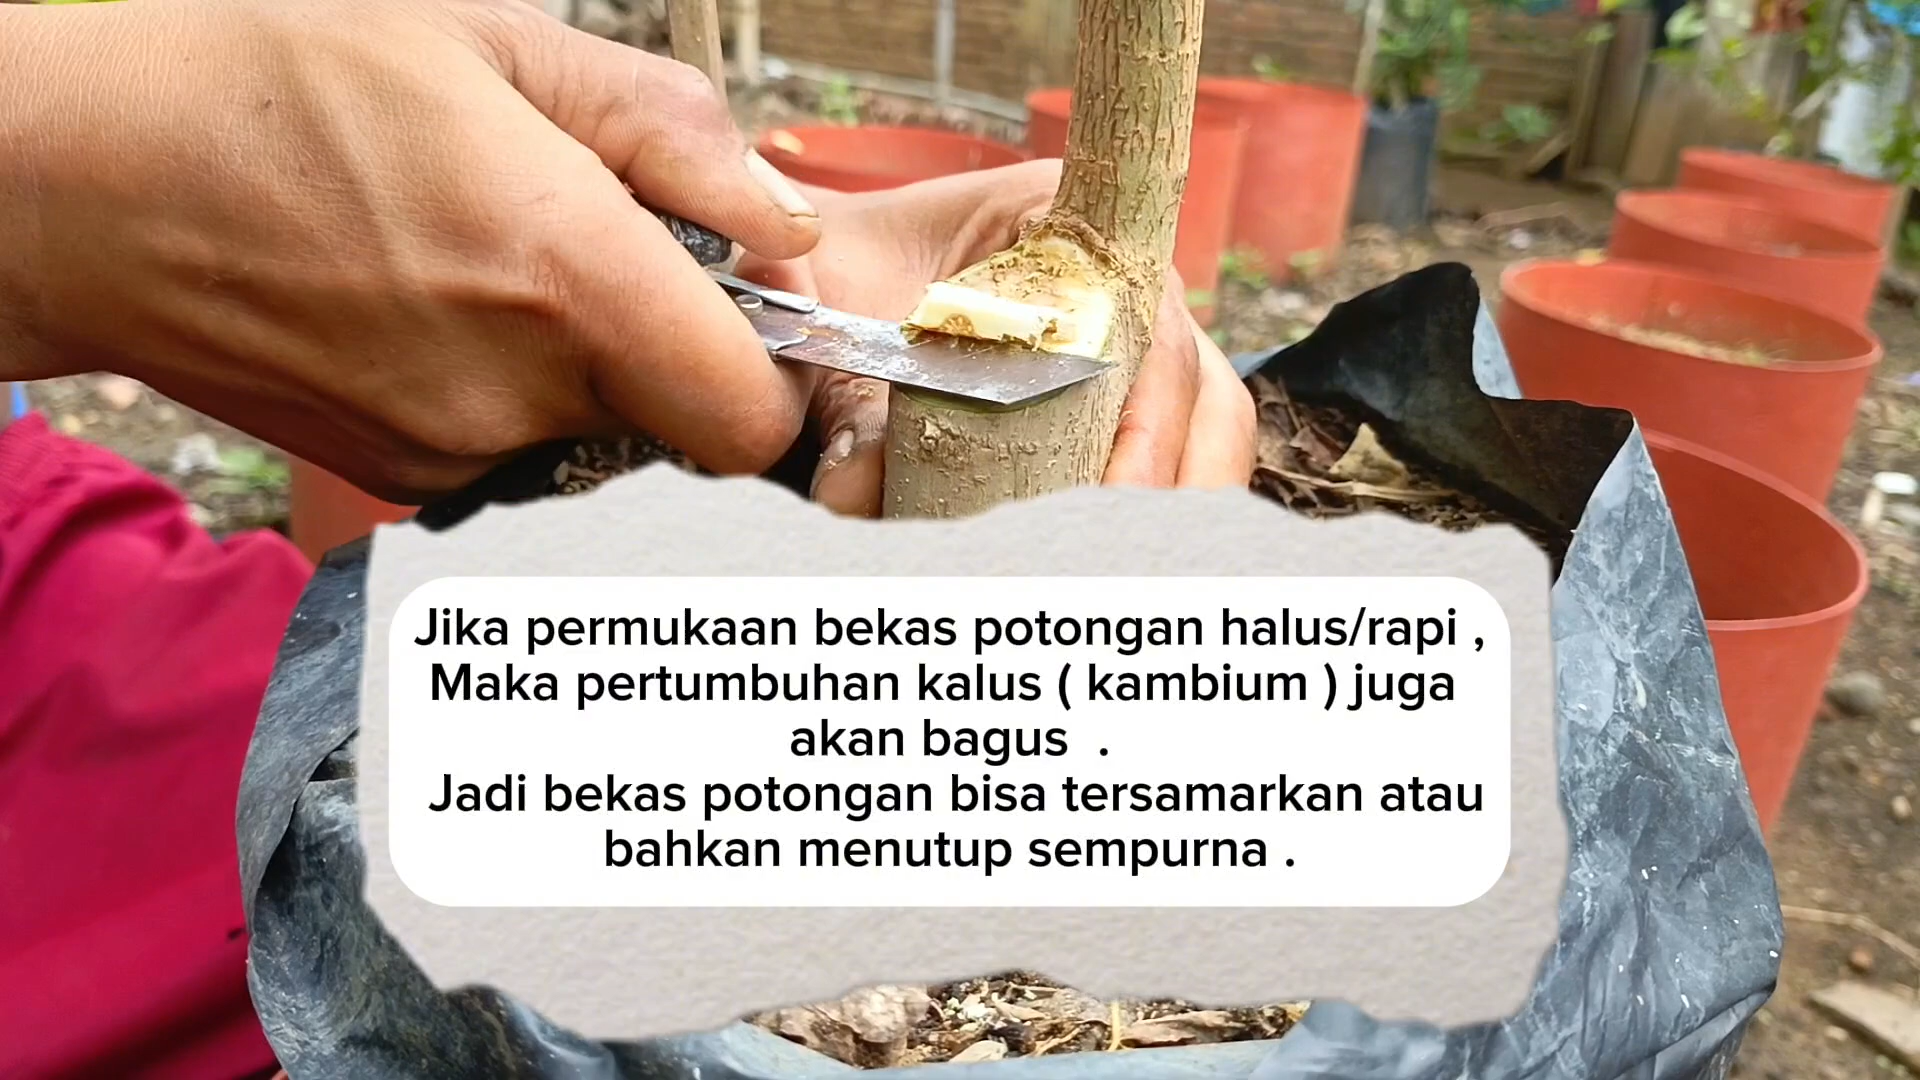 Jika permukaan bekas potongan halus/rapi ,
Maka pertumbuhan kalus ( kambium ) juga
akan bagus  .
Jadi bekas potongan bisa tersamarkan atau
bahkan menutup sempurna .